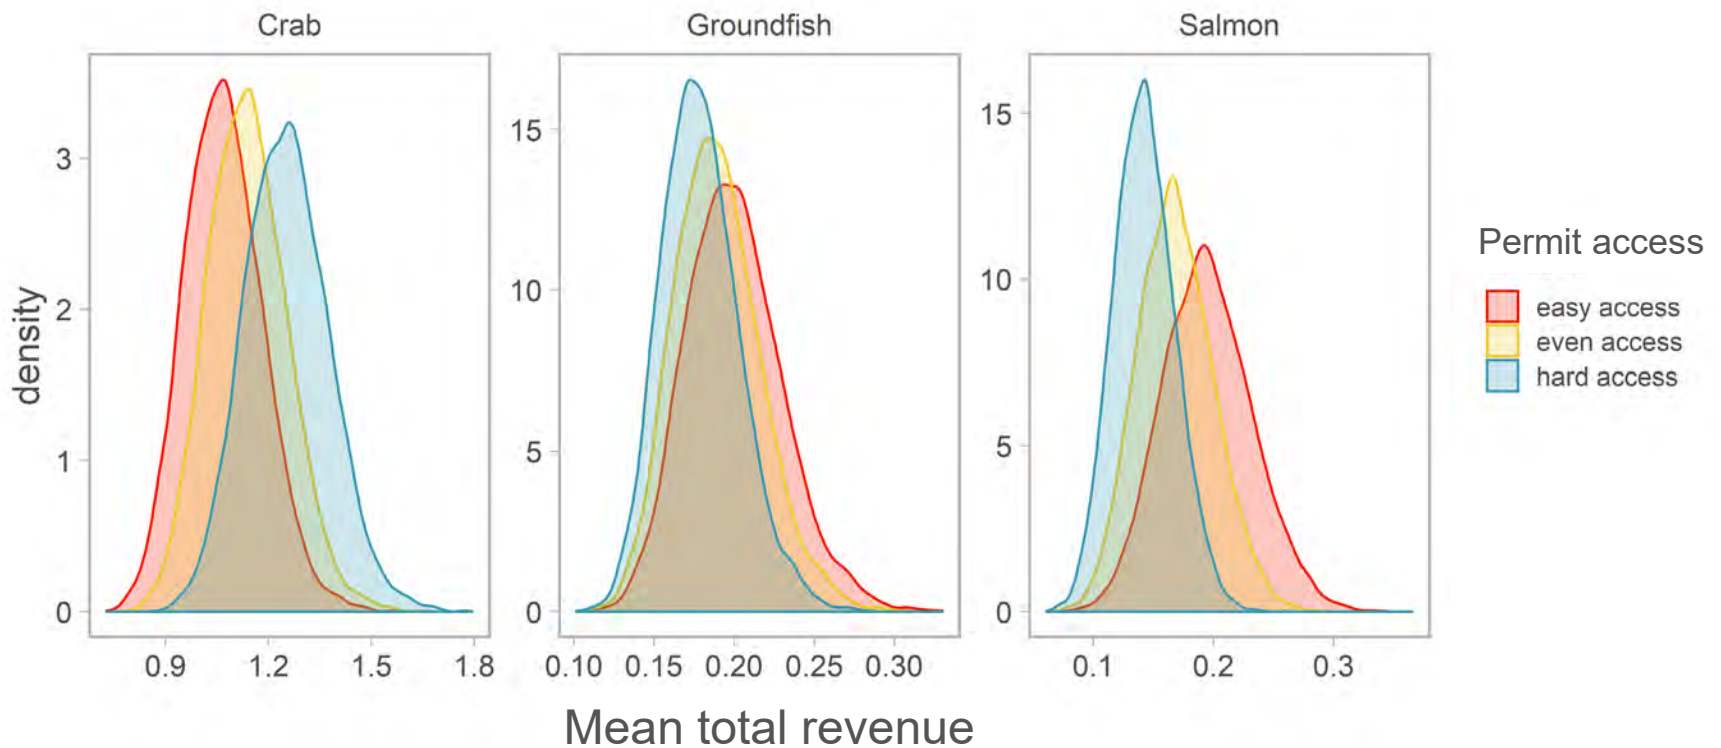 Crab
Groundfish
Salmon
density
3
2
1
0
0.9 1.2 1.5 1.8
15
10
5
0
0.10 0.15 0.20 0.25 0.30
15
10
5
0
0.1 0.2 0.3
Mean total revenue
Permit access
easy access
even access
hard access